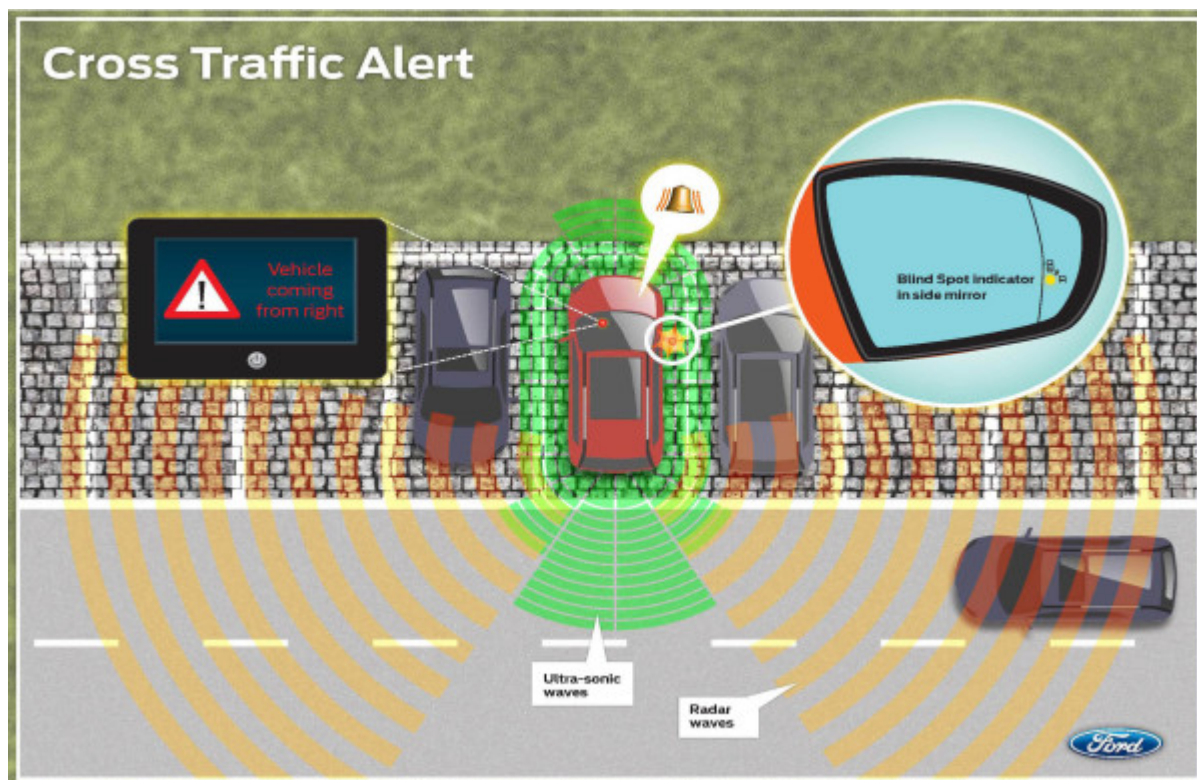 Cross Traffic Alert
Vehicle
coming
from right
Blind Spot indicator
in side mirror
Ultra-sonic
waves
Radar
waves
Ford